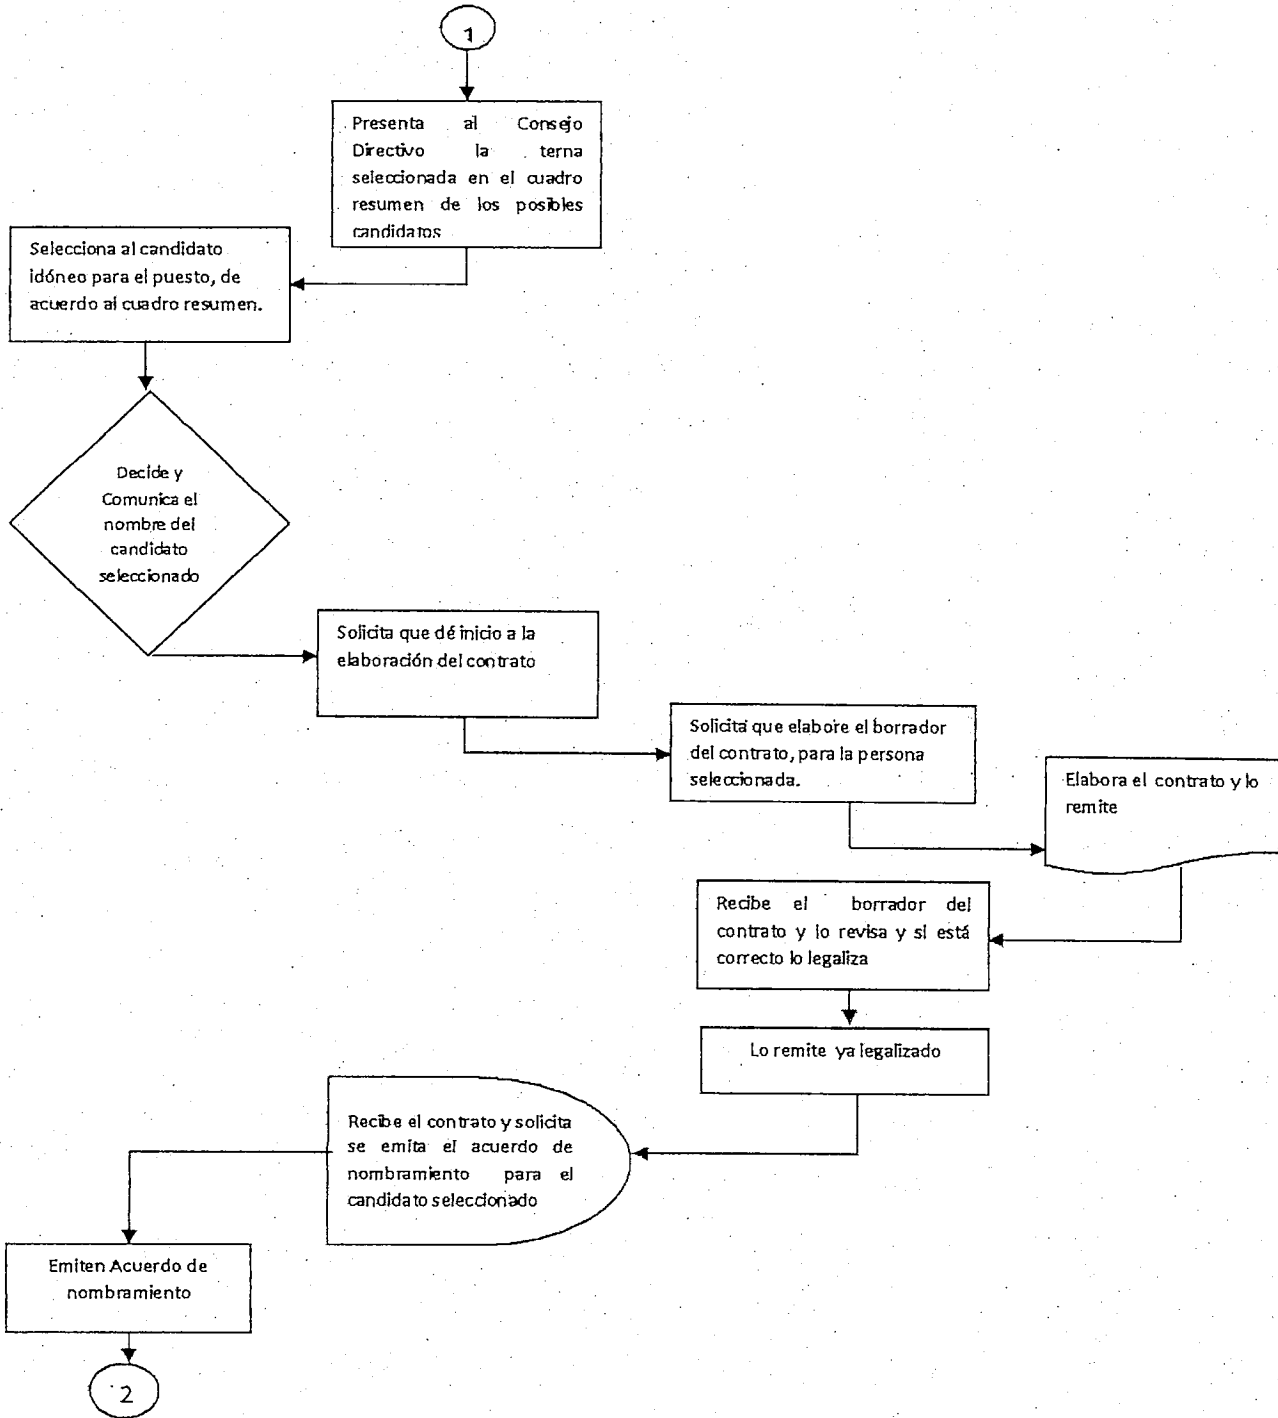 1
Presenta al Consejo
Directivo la terna
seleccionada en el cuadro
resumen de los posibles
candidatos
Selecciona al candidato
idóneo para el puesto, de
acuerdo al cuadro resumen.
Decide y
Comunica el
nombre del
candidato
seleccionado
Solicita que dé inicio a la
elaboración del contrato
Solicita que elabore el borrador
del contrato, para la persona
seleccionada.
Elabora el contrato y lo
remite
Recibe el borrador del
contrato y lo revisa y si está
correcto lo legaliza
Lo remite ya legalizado
Recibe el contrato y solicita
se emita el acuerdo de
nombramiento para el
candidato seleccionado
Emiten Acuerdo de
nombramiento
2